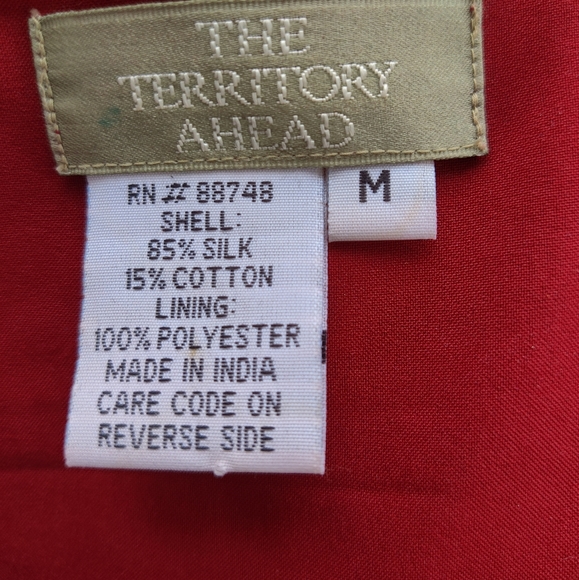 THE
TERRITORY
AHEAD
M
RN # 88748
SHELL:
85% SILK
15% COTTON
LINING:
100% POLYESTER
MADE IN INDIA
CARE CODE ON
REVERSE SIDE